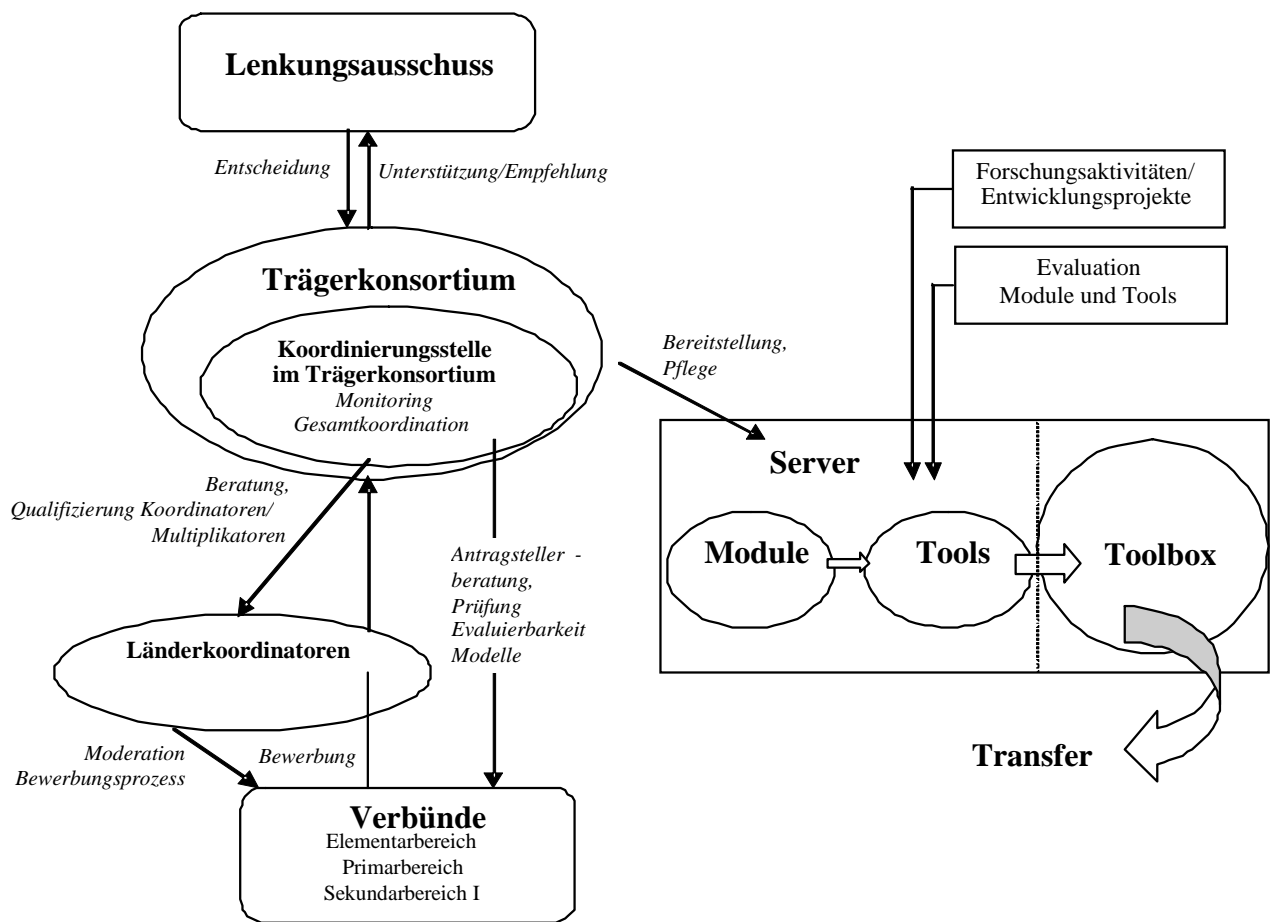 Lenkungsausschuss
Entscheidung
Unterstützung/Empfehlung
Trägerkonsortium
Koordinierungsstelle
im Trägerkonsortium
Monitoring
Gesamtkoordination
Beratung,
Qualifizierung Koordinatoren/
Multiplikatoren
Antragsteller -
beratung,
Prüfung
Evaluierbarkeit
Modelle
Länderkoordinatoren
Moderation
Bewerbungsprozess
Bewerbung
Verbünde
Elementarbereich
Primarbereich
Sekundarbereich I
Forschungsaktivitäten/
Entwicklungsprojekte
Evaluation
Module und Tools
Bereitstellung,
Pflege
Server
Module
Tools
Toolbox
Transfer